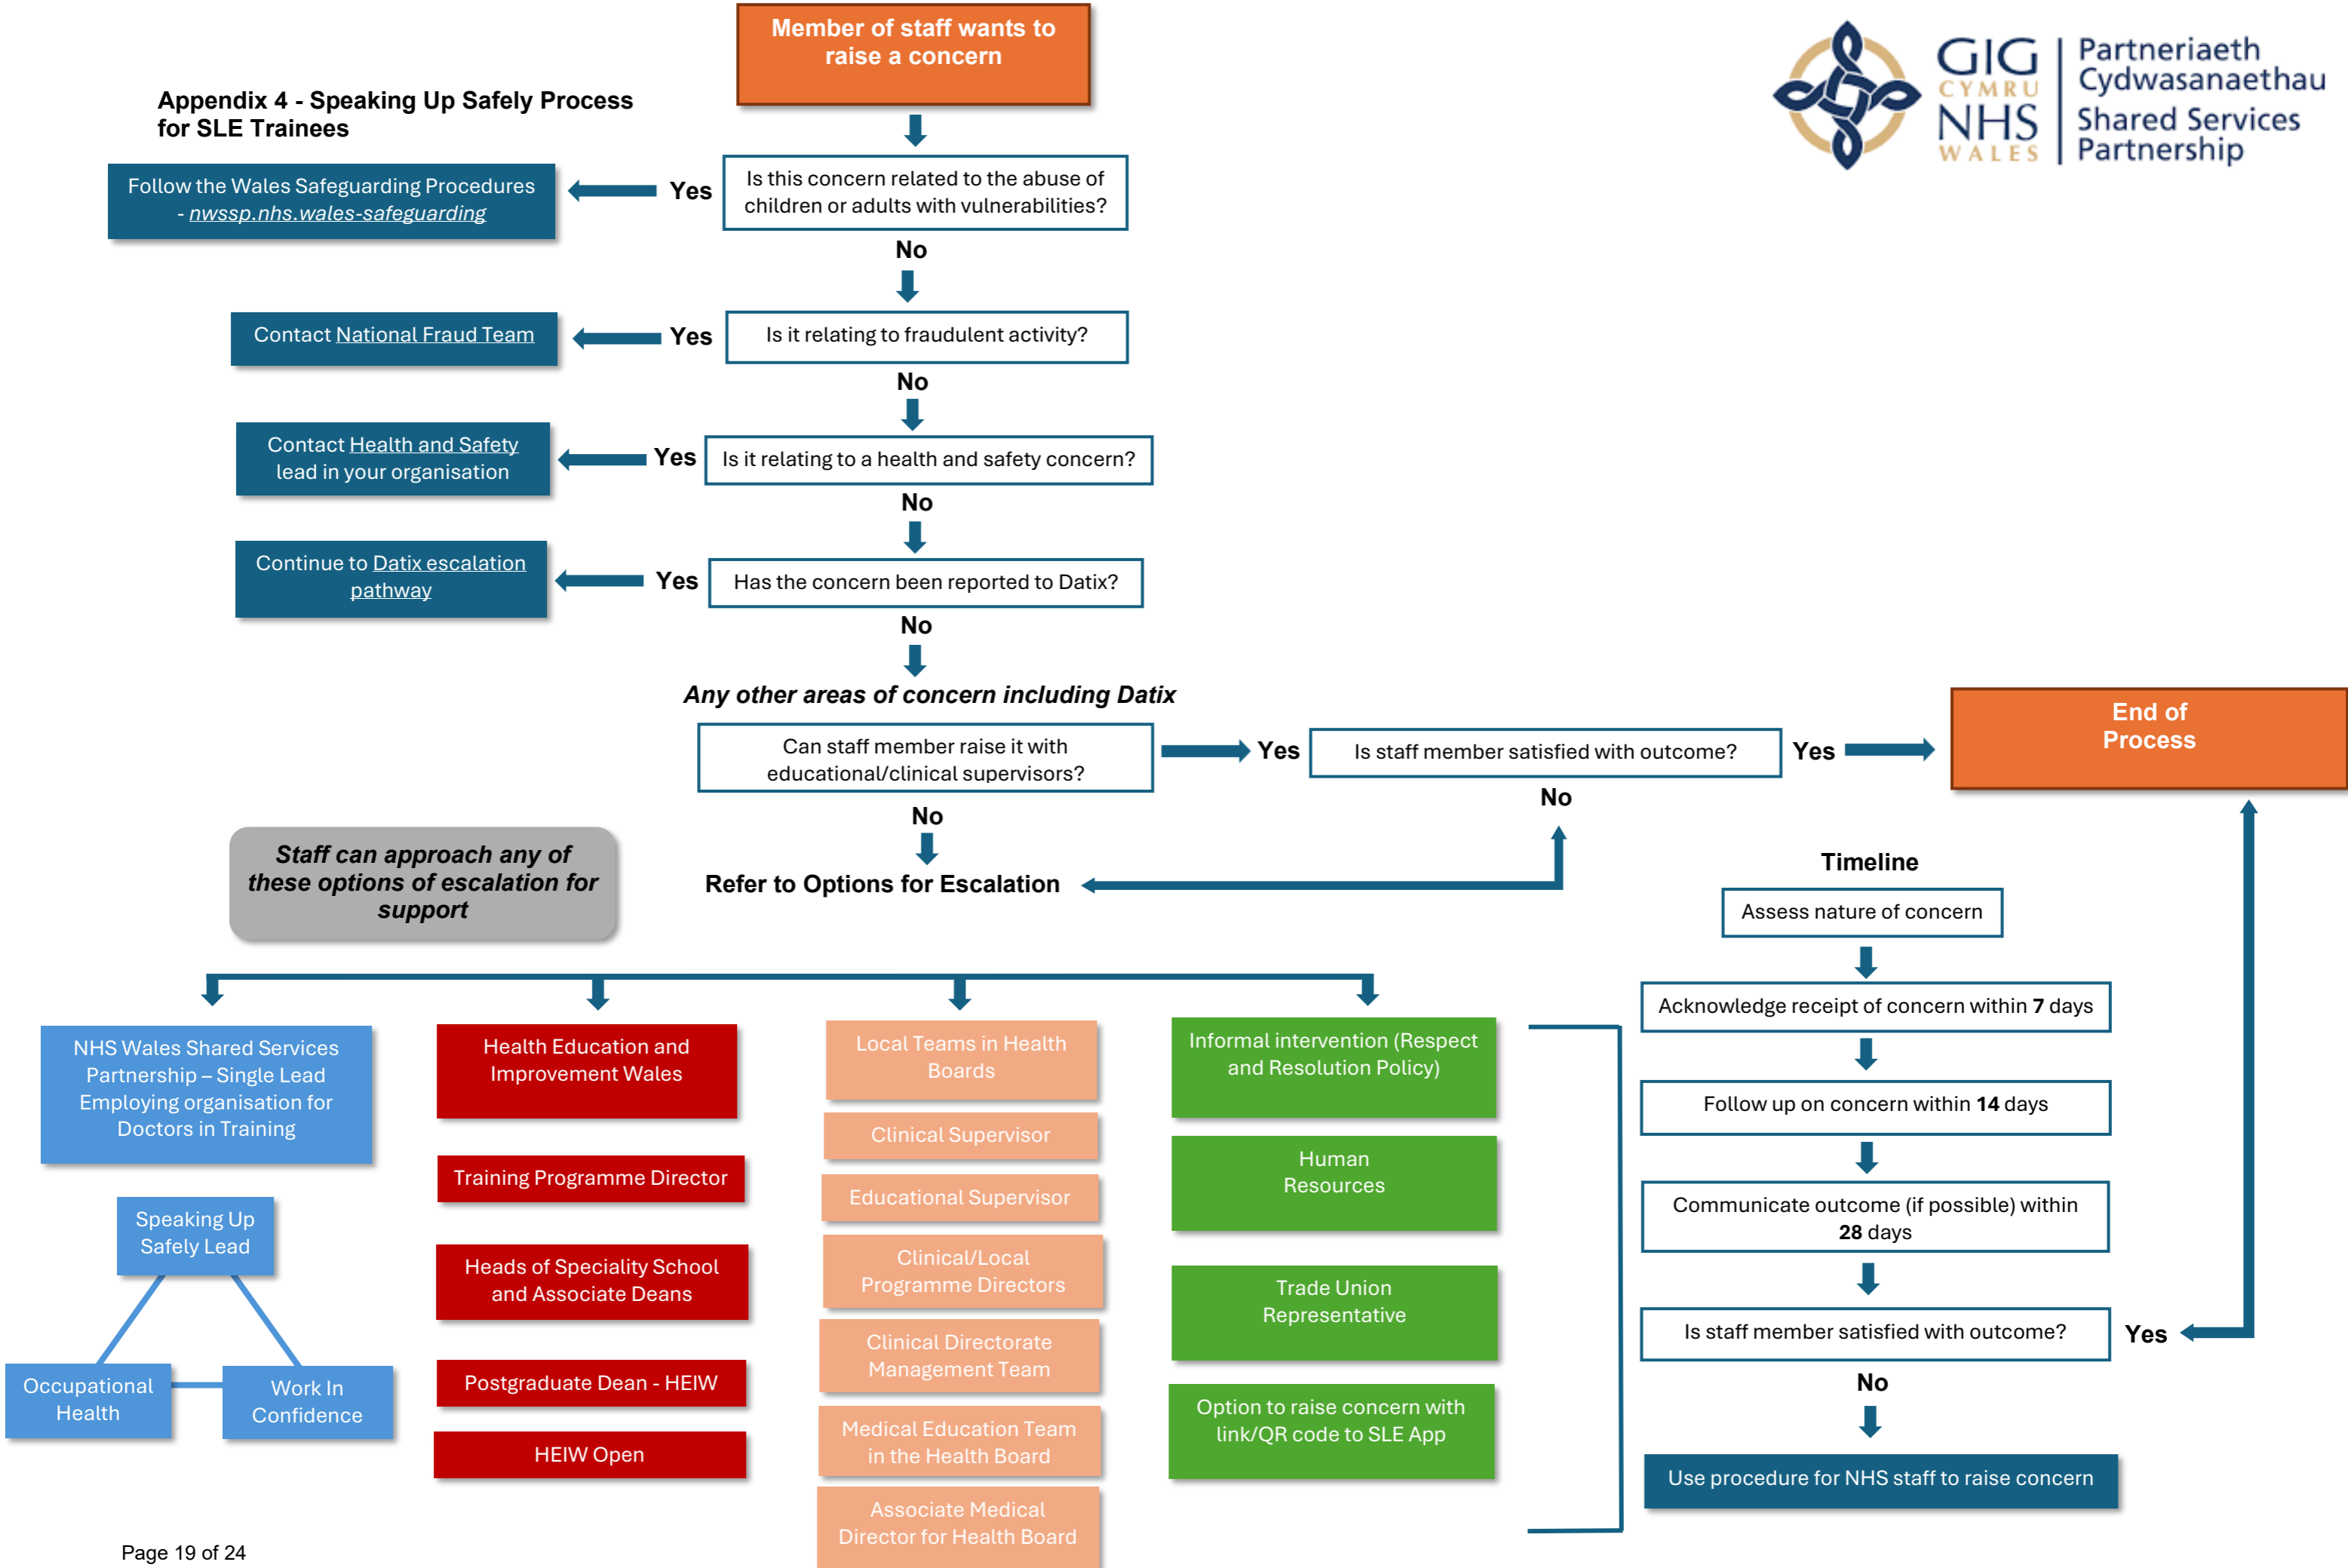 Member of staff wants to
raise a concern
GIG
CYMRU
NHS
WALES
Partneriaeth
Cydwasanaethau
Shared Services
Partnership
Appendix 4 - Speaking Up Safely Process
for SLE Trainees
Follow the Wales Safeguarding Procedures
- nwssp.nhs.wales-safeguarding
Yes
Is this concern related to the abuse of
children or adults with vulnerabilities?
No
Contact National Fraud Team
Yes
Is it relating to fraudulent activity?
No
Contact Health and Safety
lead in your organisation
Yes
Is it relating to a health and safety concern?
No
Continue to Datix escalation
pathway
Yes
Has the concern been reported to Datix?
No
Any other areas of concern including Datix
Can staff member raise it with
educational/clinical supervisors?
Yes
Is staff member satisfied with outcome?
Yes
End of
Process
No
No
Refer to Options for Escalation
Staff can approach any of
these options of escalation for
support
NHS Wales Shared Services
Partnership – Single Lead
Employing organisation for
Doctors in Training
Speaking Up
Safely Lead
Occupational
Health
Work In
Confidence
Health Education and
Improvement Wales
Training Programme Director
Heads of Speciality School
and Associate Deans
Postgraduate Dean - HEIW
HEIW Open
Local Teams in Health
Boards
Clinical Supervisor
Educational Supervisor
Clinical/Local
Programme Directors
Clinical Directorate
Management Team
Medical Education Team
in the Health Board
Associate Medical
Director for Health Board
Informal intervention (Respect
and Resolution Policy)
Human
Resources
Trade Union
Representative
Option to raise concern with
link/QR code to SLE App
Timeline
Assess nature of concern
Acknowledge receipt of concern within 7 days
Follow up on concern within 14 days
Communicate outcome (if possible) within
28 days
Is staff member satisfied with outcome?
Yes
No
Use procedure for NHS staff to raise concern
Page 19 of 24